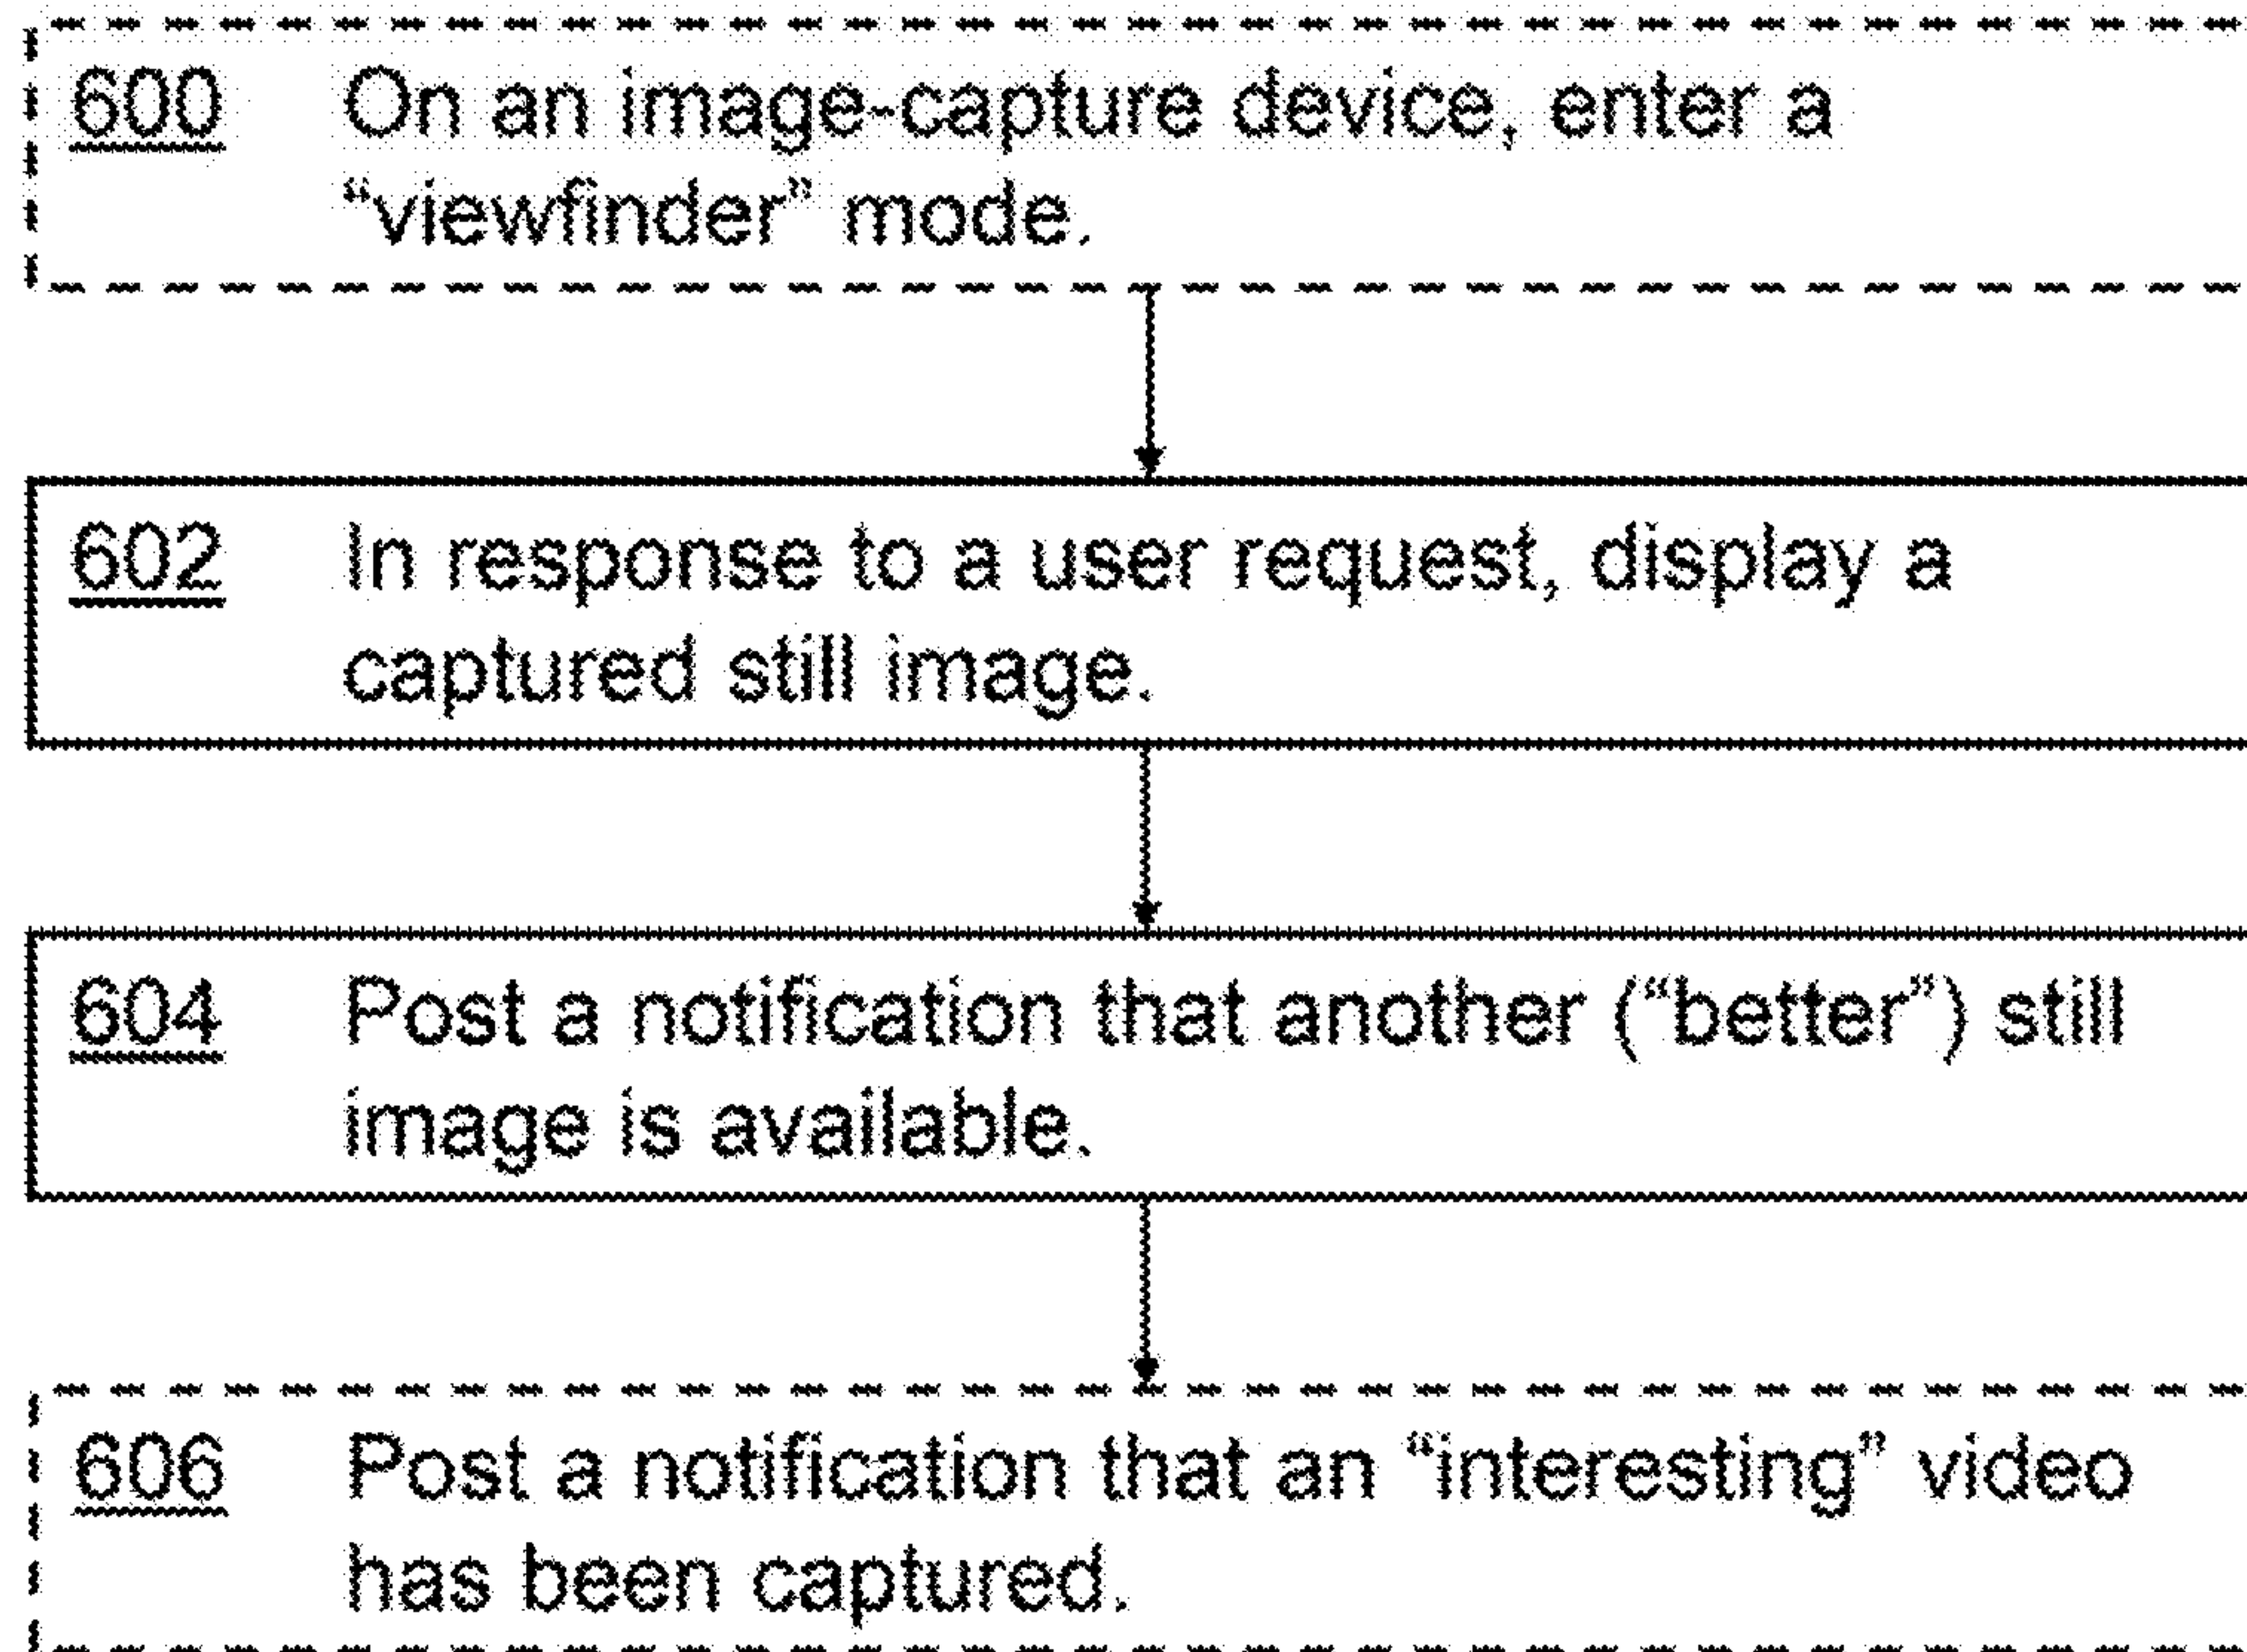 600 On an image-capture device, enter a
“viewfinder” mode.
602 In response to a user request, display a
captured still image.
604 Post a notification that another (“better”) still
image is available.
606 Post a notification that an “interesting” video
has been captured.